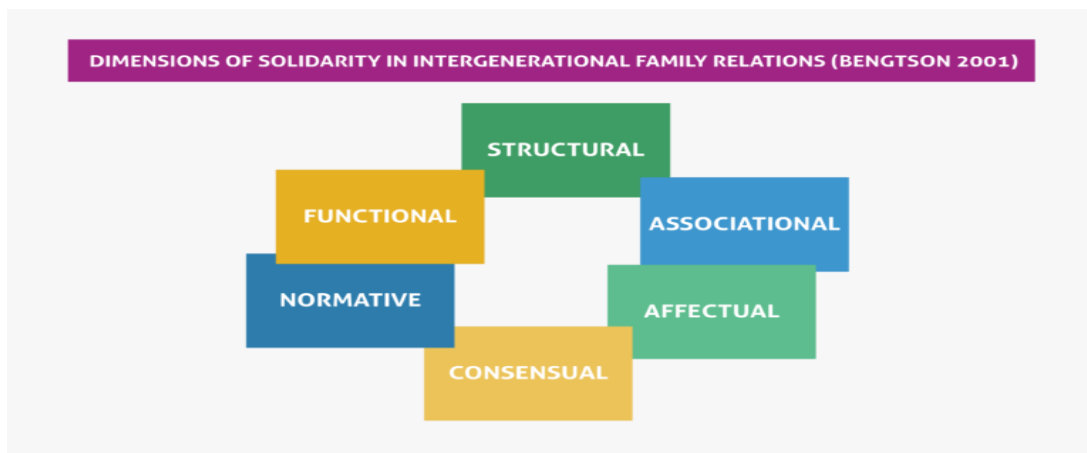 DIMENSIONS OF SOLIDARITY IN INTERGENERATIONAL FAMILY RELATIONS (BENGTSON 2001)
STRUCTURAL
FUNCTIONAL
ASSOCIATIONAL
NORMATIVE
AFFECTUAL
CONSENSUAL